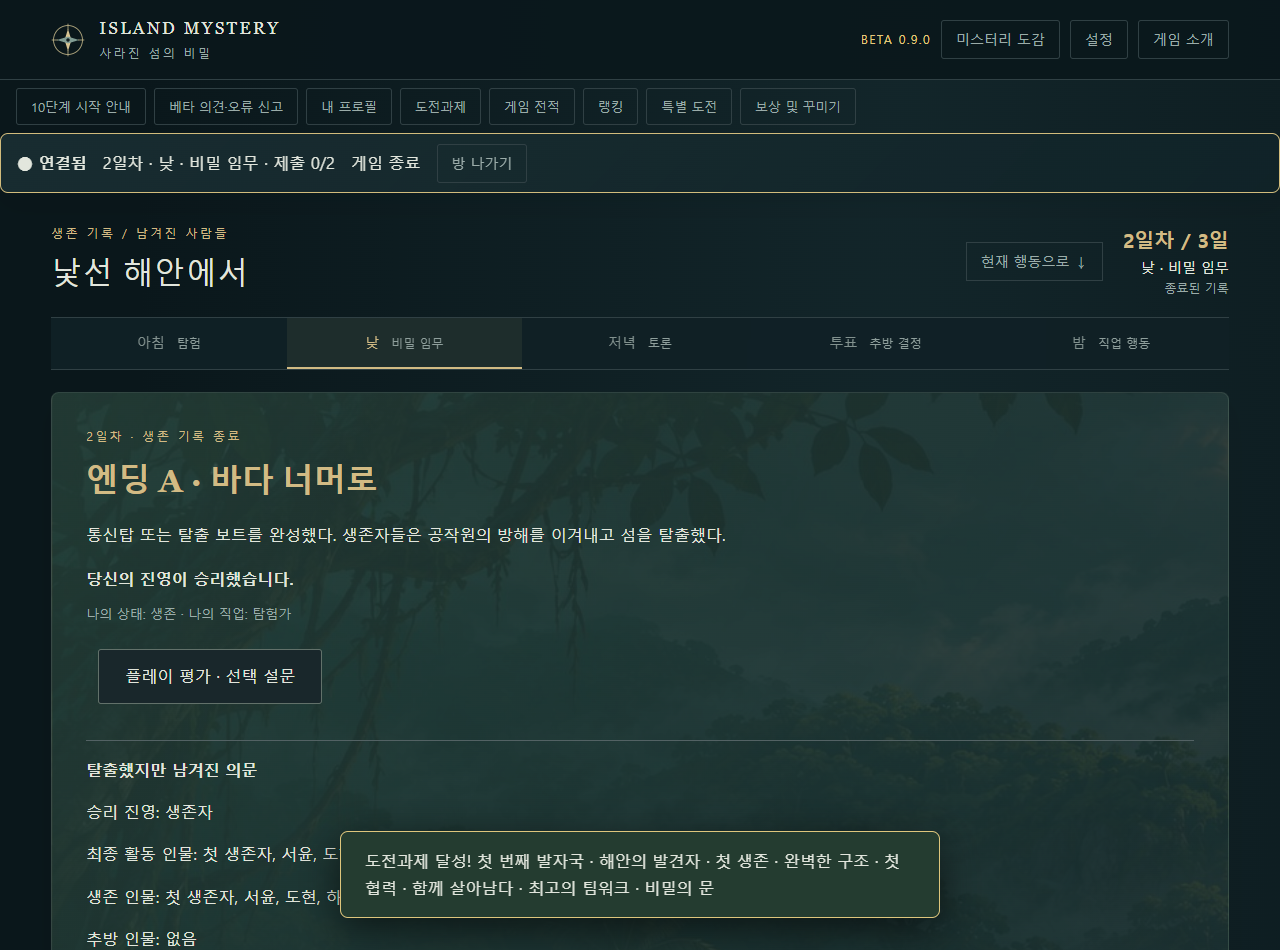 ISLAND MYSTERY
사라진 섬의 비밀
BETA 0.9.0
미스터리 도감
설정
게임 소개
10단계 시작 안내
베타 의견·오류 신고
내 프로필
도전과제
게임 전적
랭킹
특별 도전
보상 및 꾸미기
연결됨 2일차 · 낮 · 비밀 임무 · 제출 0/2 게임 종료
방 나가기
생존 기록 / 남겨진 사람들
낯선 해안에서
현재 행동으로 ↓
2일차 / 3일
낮 · 비밀 임무
종료된 기록
아침 탐험
낮 비밀 임무
저녁 토론
투표 추방 결정
밤 직업 행동
2일차 · 생존 기록 종료
엔딩 A · 바다 너머로
통신탑 또는 탈출 보트를 완성했다. 생존자들은 공작원의 방해를 이겨내고 섬을 탈출했다.
당신의 진영이 승리했습니다.
나의 상태: 생존 · 나의 직업: 탐험가
플레이 평가 · 선택 설문
탈출했지만 남겨진 의문
승리 진영: 생존자
최종 활동 인물: 첫 생존자, 서윤, 도
생존 인물: 첫 생존자, 서윤, 도현, 하
추방 인물: 없음
도전과제 달성! 첫 번째 발자국 · 해안의 발견자 · 첫 생존 · 완벽한 구조 · 첫
협력 · 함께 살아남다 · 최고의 팀워크 · 비밀의 문